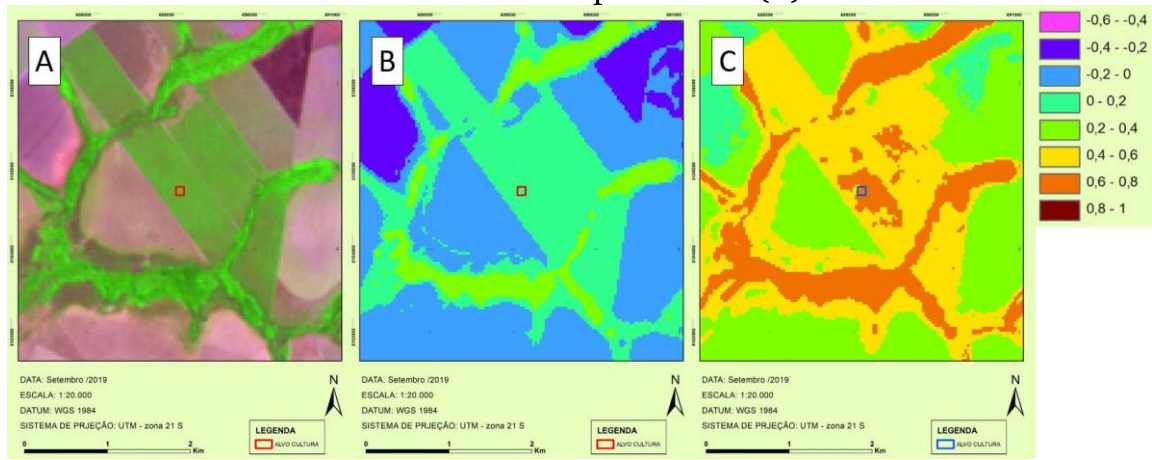 A
B
C
-0,6 - -0,4
-0,4 - -0,2
-0,2 - 0
0 - 0,2
0,2 - 0,4
0,4 - 0,6
0,6 - 0,8
0,8 - 1
DATA: Setembro /2019
ESCALA: 1:20.000
DATUM: WGS 1984
SISTEMA DE PRJEÇÃO: UTM - zona 21 S
N
LEGENDA
ALVO CULTURA
0 1 2
Km
DATA: Setembro /2019
ESCALA: 1:20.000
DATUM: WGS 1984
SISTEMA DE PRJEÇÃO: UTM - zona 21 S
N
LEGENDA
ALVO CULTURA
0 1 2
Km
DATA: Setembro /2019
ESCALA: 1:20.000
DATUM: WGS 1984
SISTEMA DE PRJEÇÃO: UTM - zona 21 S
N
LEGENDA
ALVO CULTURA
0 1 2
Km